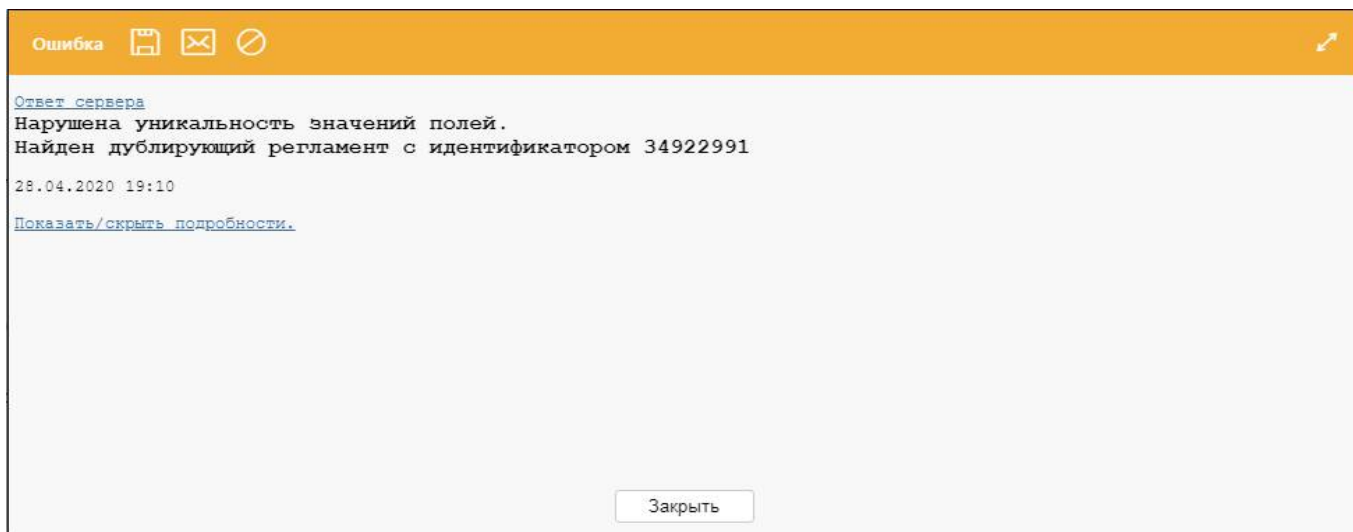 Ошибка
Ответ сервера
Нарушена уникальность значений полей.
Найден дублирующий регламент с идентификатором 34922991
28.04.2020 19:10
Показать/скрыть подробности.
Закрыть